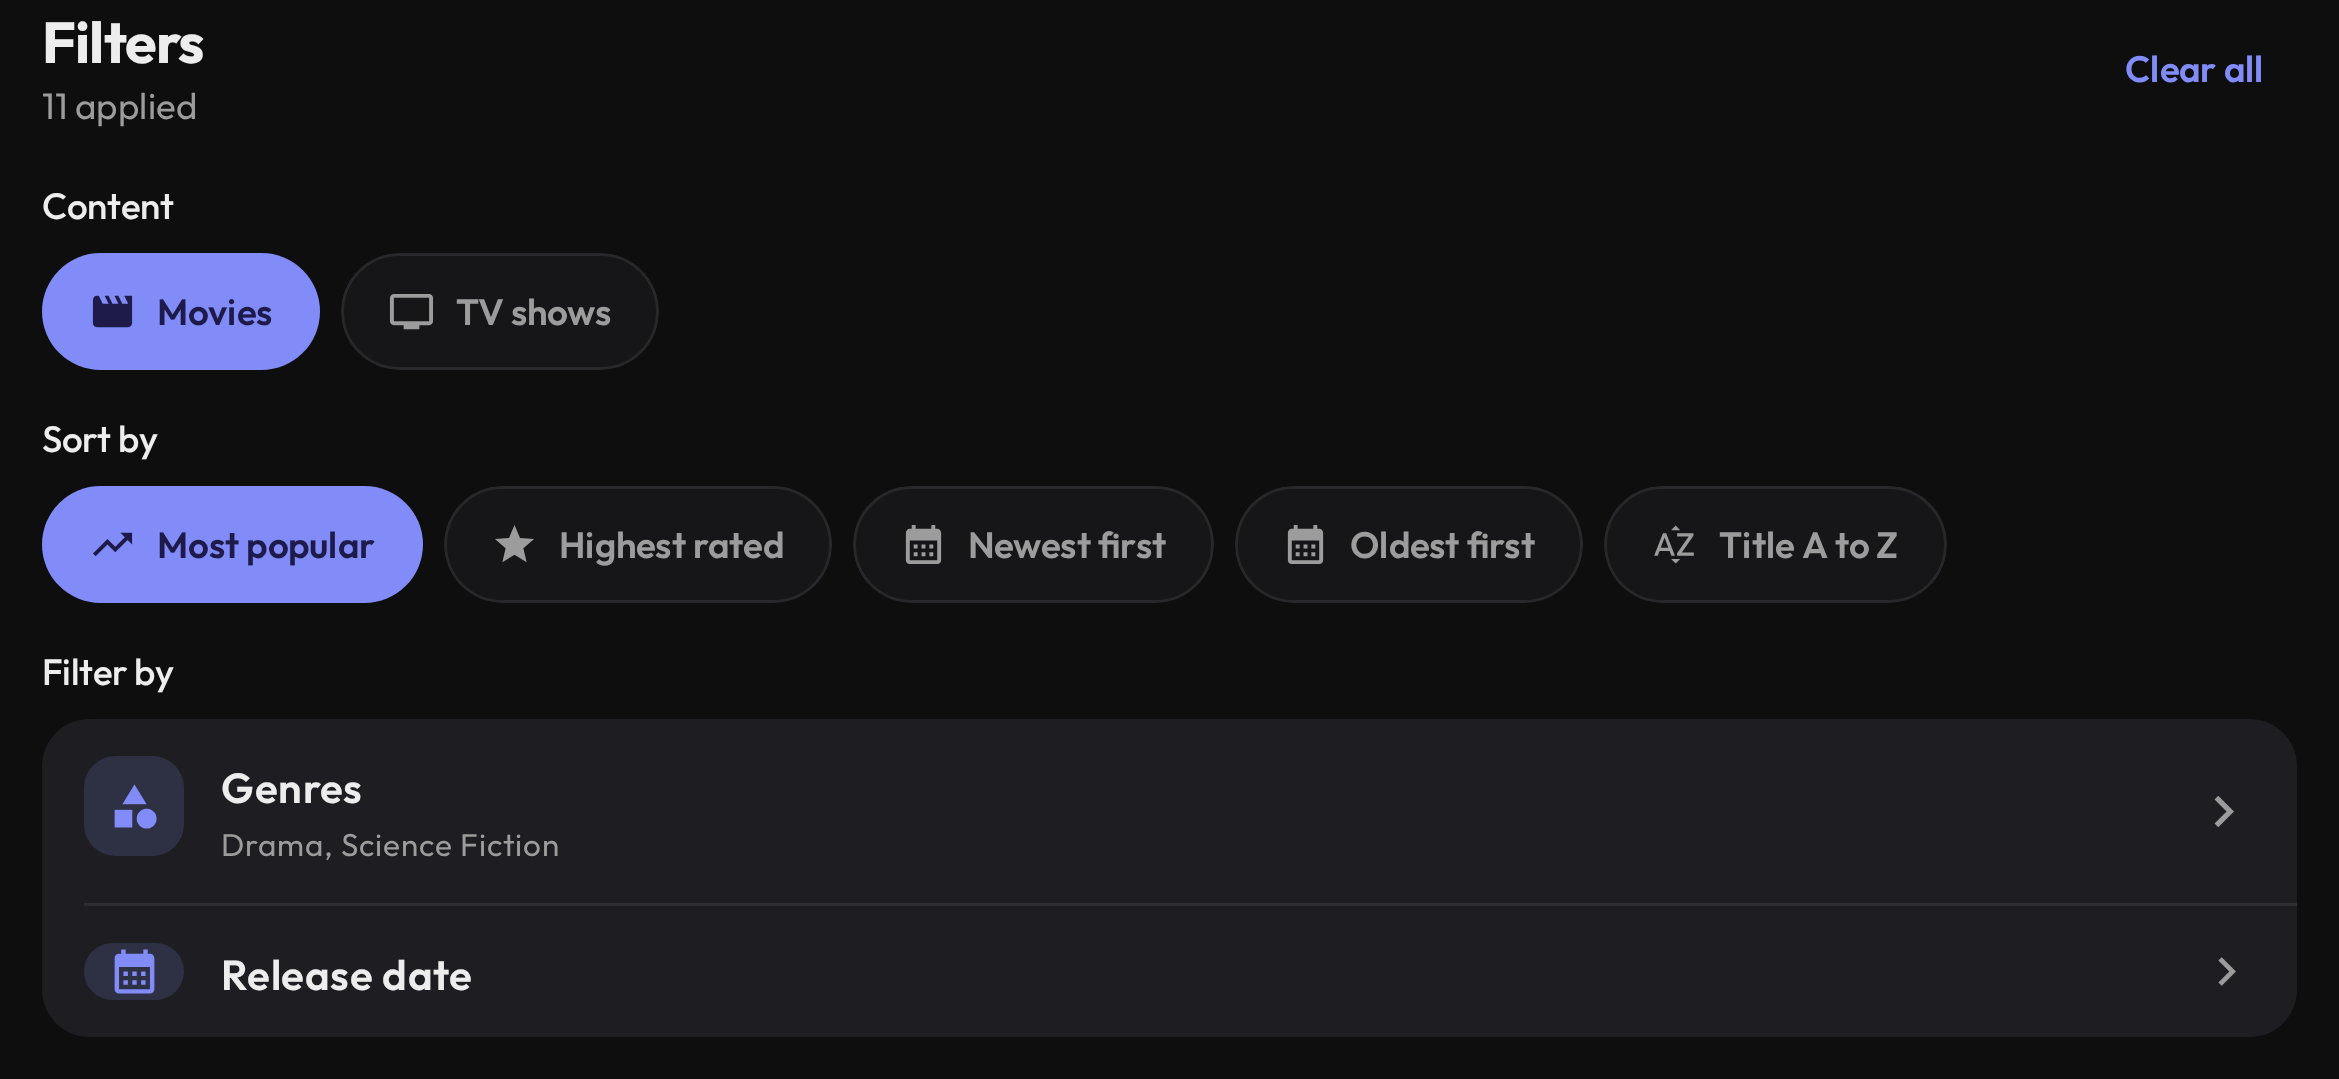 Filters
11 applied
Clear all
Content
Movies
TV shows
Sort by
Most popular
Highest rated
Newest first
Oldest first
AZ
Title A to Z
Filter by
Genres
Drama, Science Fiction
Release date